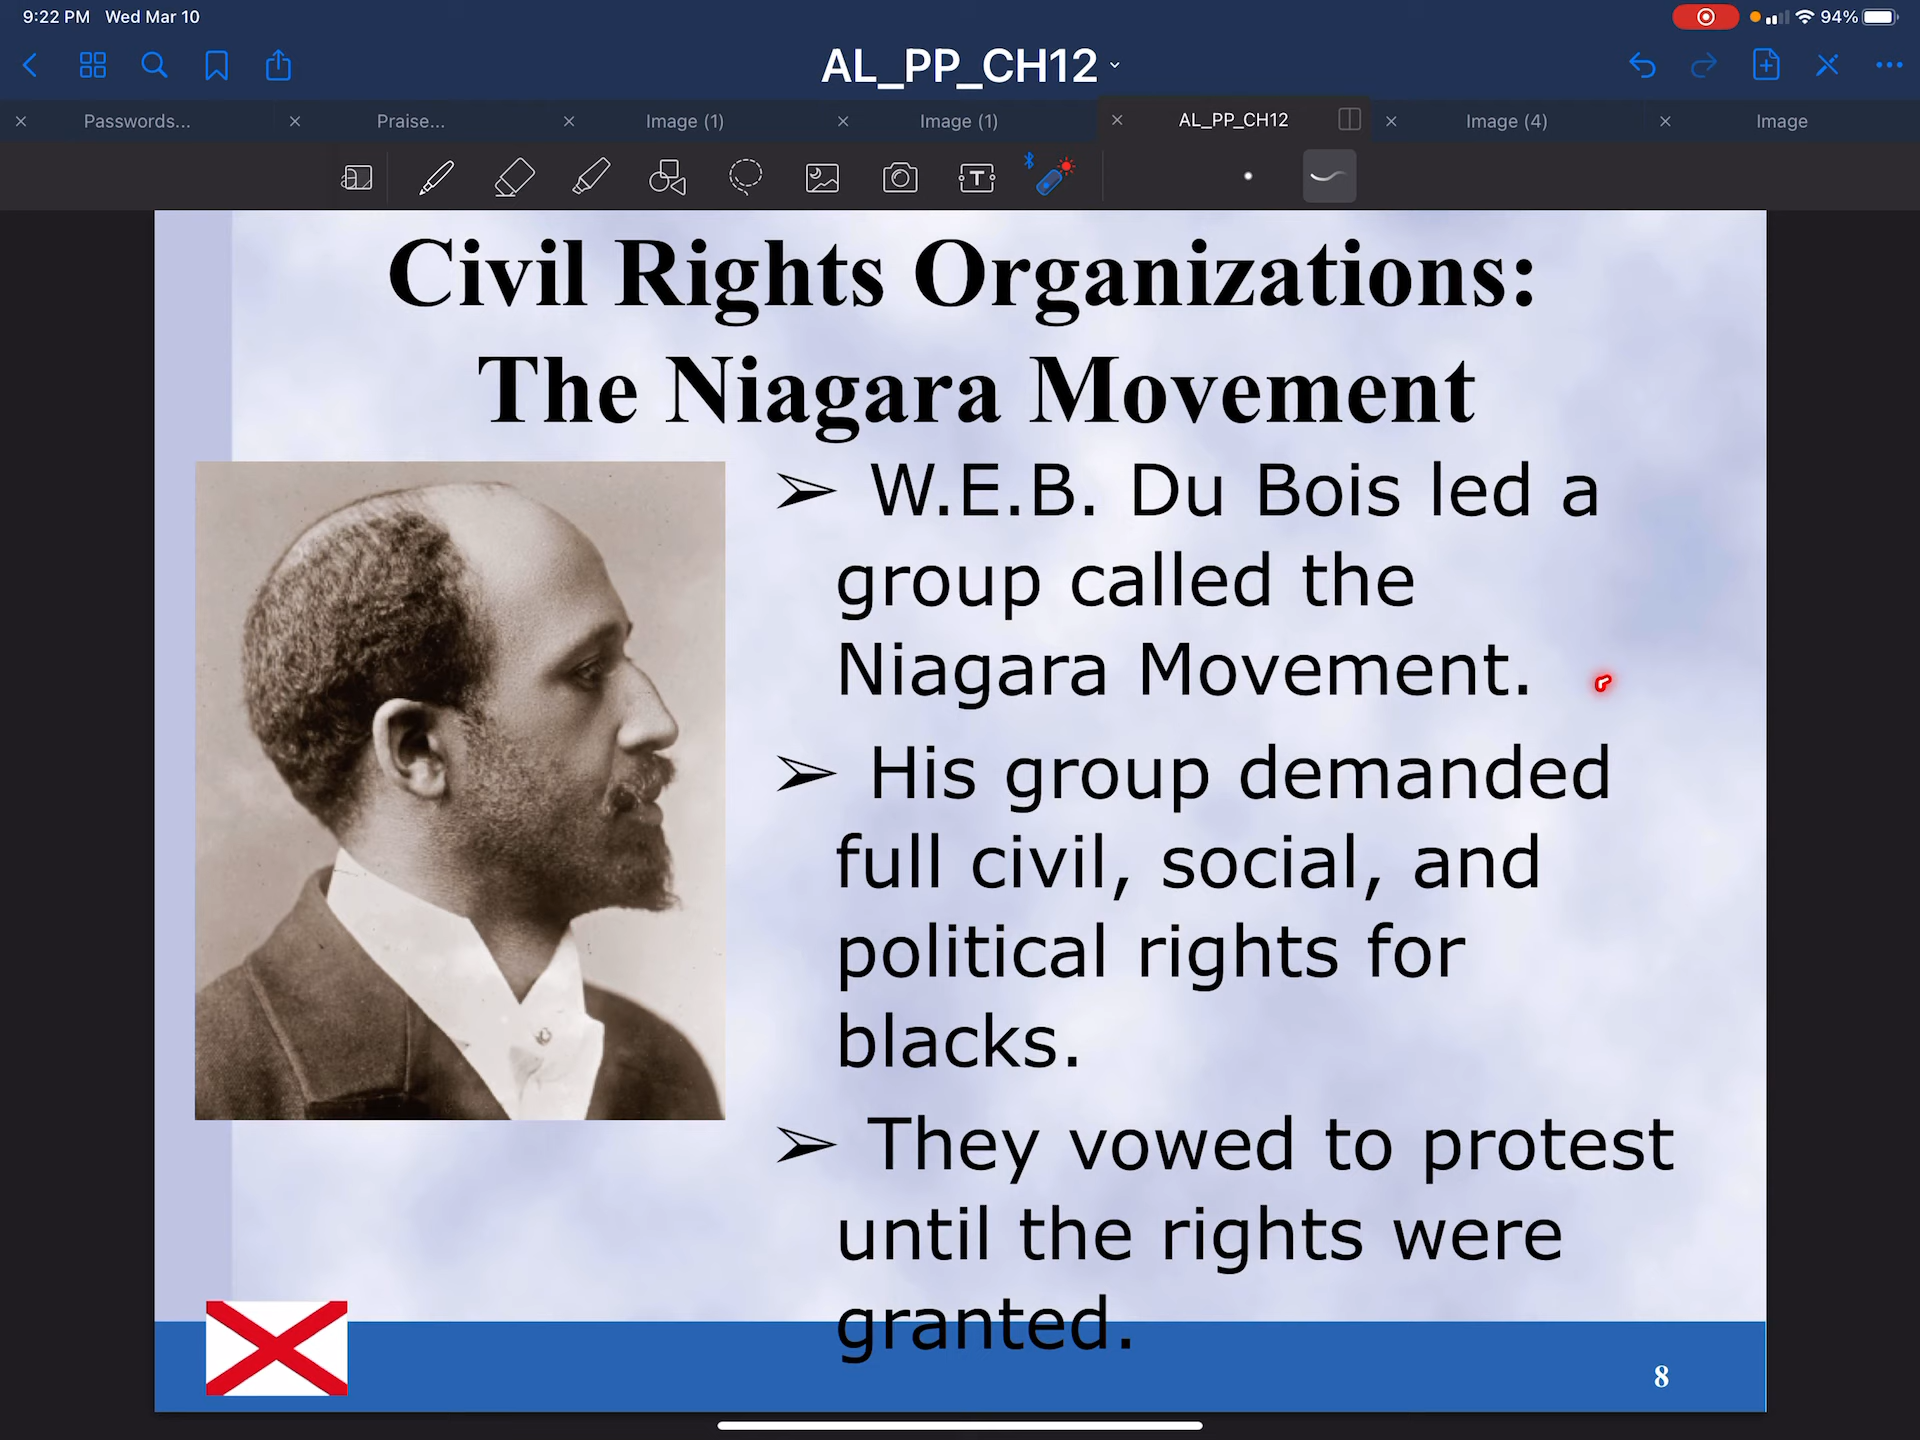 9:22 PM Wed Mar 10
94%
AL_PP_CH12
Passwords...
Praise...
Image (1)
Image (1)
AL_PP_CH12
Image (4)
Image
T
Civil Rights Organizations:
The Niagara Movement
➢ W.E.B. Du Bois led a
group called the
Niagara Movement.
➢ His group demanded
full civil, social, and
political rights for
blacks.
➢ They vowed to protest
until the rights were
granted.
8